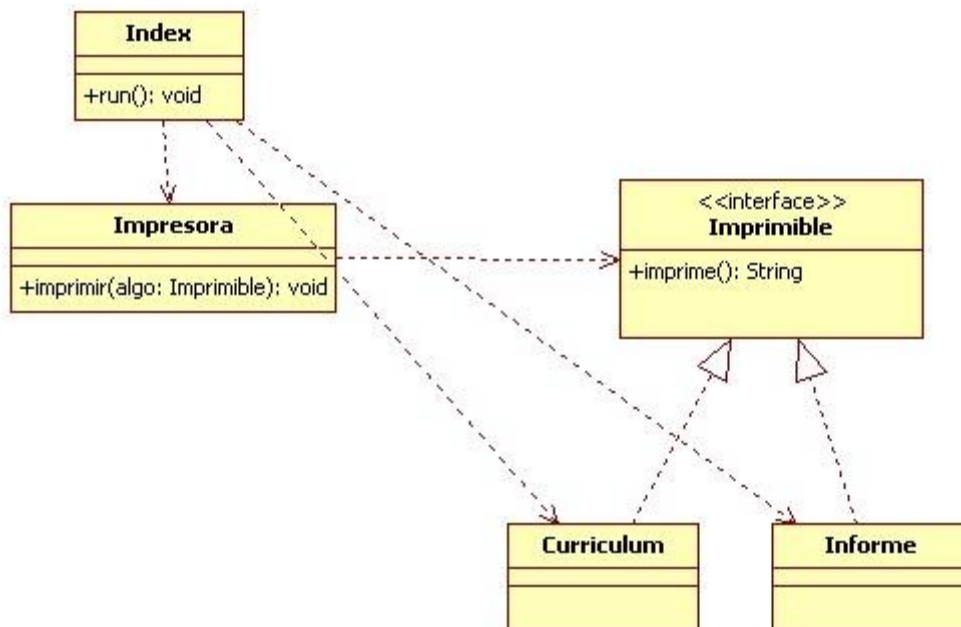 Index
+run(): void
Impresora
+imprimir(algo: Imprimible): void
<<interface>>
Imprimible
+imprime(): String
Curriculum
Informe